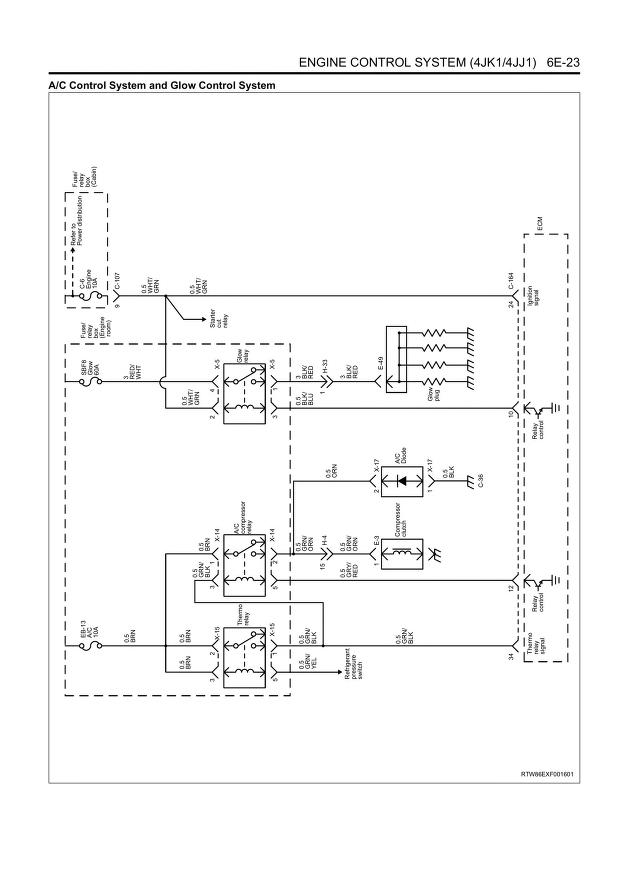 ENGINE CONTROL SYSTEM (4JK1/4JJ1) 6E-23
A/C Control System and Glow Control System
Fuse/
relay
box
(Cabin)
Refer to
Power distribution
C-6
Engine
10A
C-107
9
0.5
WHT/
GRN
0.5
WHT/
GRN
Starter
cut
relay
C-164
24
Ignition
signal
ECM
Fuse/
relay
box
(Engine
room)
SBF8
Glow
60A
3
RED/
WHT
0.5
WHT/
GRN
X-5
4
2
Glow
relay
X-5
1
3
3
BLK/
RED
0.5
BLK/
BLU
H-33
1
3
BLK/
RED
E-49
Glow
plug
10
Relay
control
0.5
ORN
X-17
2
A/C
Diode
X-17
1
0.5
BLK
C-36
0.5
BRN
X-14
1
0.5
GRN/
BLK
3
A/C
compressor
relay
X-14
2
5
0.5
GRN/
ORN
H-4
15
0.5
GRN/
ORN
0.5
GRY/
RED
E-3
1
Compressor
clutch
12
Relay
control
EB-13
A/C
10A
0.5
BRN
0.5
BRN
0.5
BRN
X-15
2
3
Thermo
relay
X-15
1
5
0.5
GRN/
BLK
0.5
GRN/
YEL
Refrigerant
pressure
switch
0.5
GRN/
BLK
34
Thermo
relay
signal
RTW86EXF001601